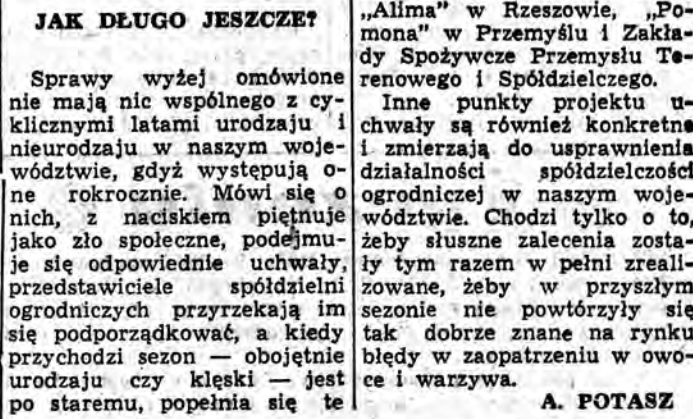 JAK DŁUGO JESZCZE?
Sprawy wyżej omówione
nie mają nic wspólnego z cy-
klicznymi latami urodzaju i
nieurodzaju w naszym woje-
wództwie, gdyż występują o-
ne rokrocznie. Mówi się o
nich, z naciskiem piętnuje
jako zło społeczne, podejmu-
je się odpowiednie uchwały,
przedstawiciele spółdzielni
ogrodniczych przyrzekają im
się podporządkować, a kiedy
przychodzi sezon — obojętnie
urodzaju czy klęski — jest
po staremu, popełnia się te
„Alima" w Rzeszowie, „Po-
mona" w Przemyślu i Zakła-
dy Spożywcze Przemysłu Te-
renowego i Spółdzielczego.
Inne punkty projektu u-
chwały są również konkretne
i zmierzają do usprawnienia
działalności spółdzielczości
ogrodniczej w naszym woje-
wództwie. Chodzi tylko o to,
żeby słuszne zalecenia zosta-
ły tym razem w pełni zreali-
zowane, żeby w przyszłym
sezonie nie powtórzyły się
tak dobrze znane na rynku
błędy w zaopatrzeniu w owo-
ce i warzywa.
A. POTASZ